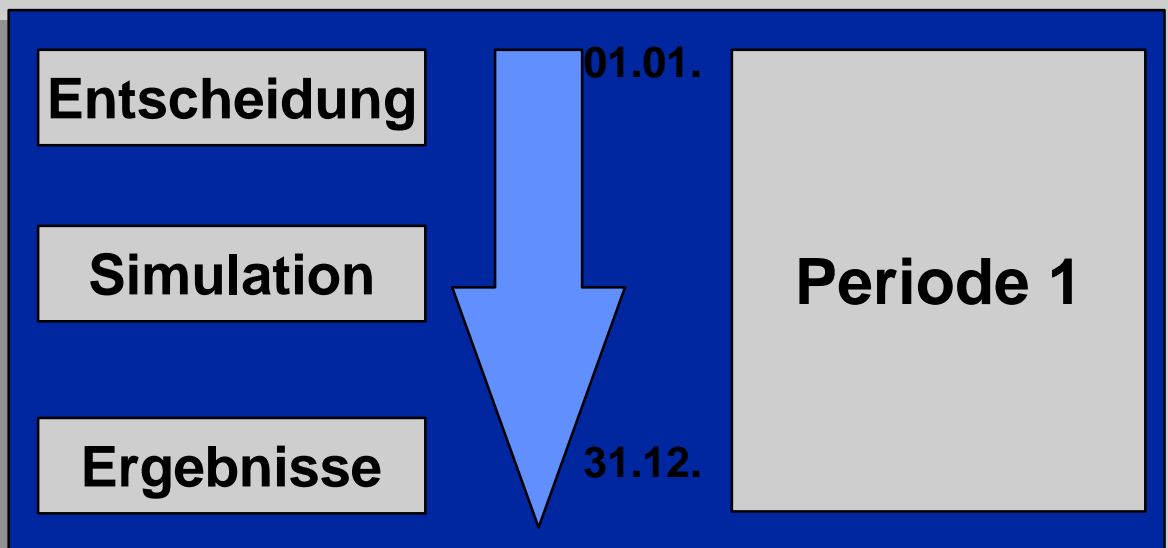 Entscheidung
01.01.
Simulation
Periode 1
Ergebnisse
31.12.